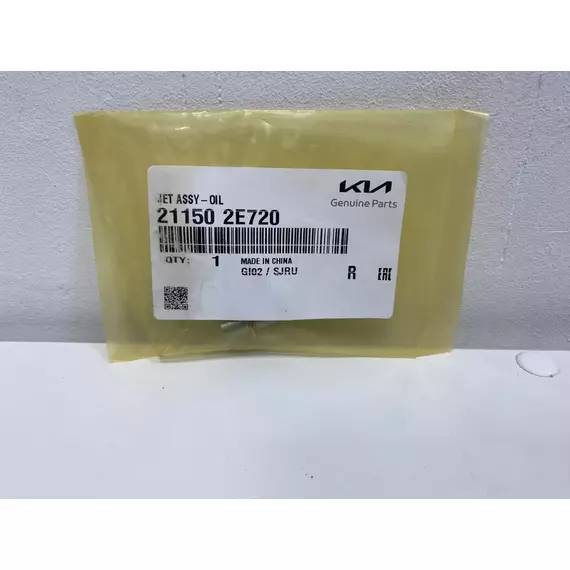 JET ASSY-OIL
KIA
Genuine Parts
21150 2E720
QTY: 1
MADE IN CHINA
GI02 / SJRU
R EAC